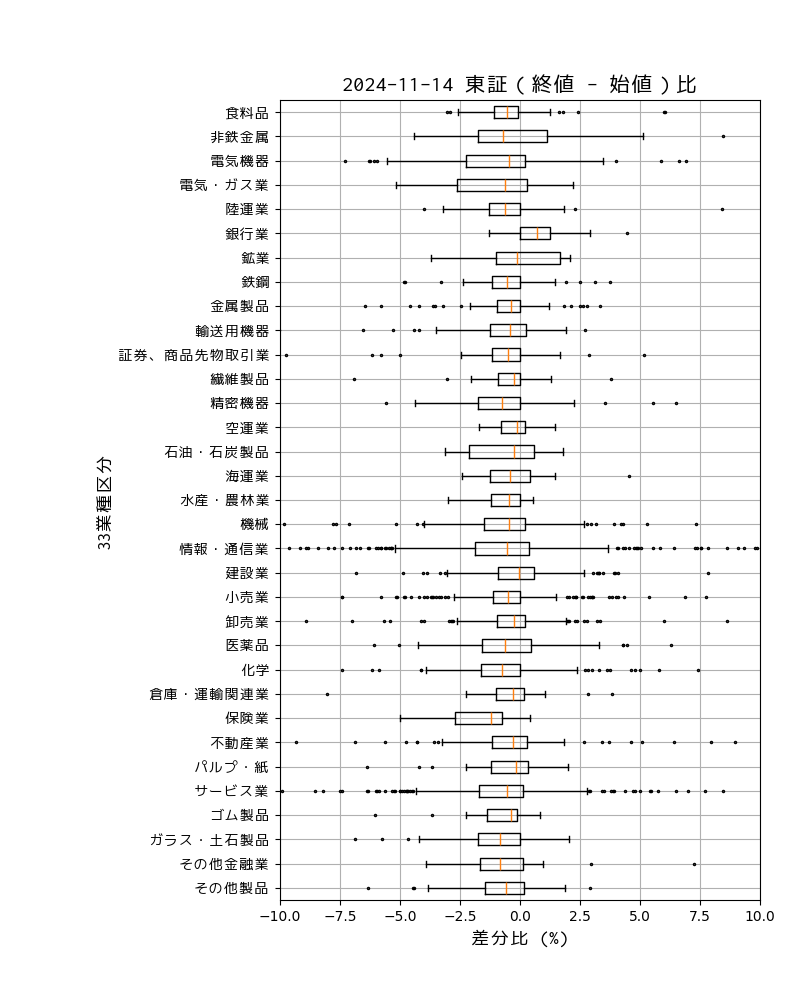 2024-11-14 東証(終値 - 始値)比
食料品
非鉄金属
電気機器
電気・ガス業
陸運業
銀行業
鉱業
鉄鋼
金属製品
輸送用機器
証券、商品先物取引業
繊維製品
精密機器
空運業
石油・石炭製品
海運業
水産・農林業
機械
情報・通信業
建設業
小売業
卸売業
医薬品
化学
倉庫・運輸関連業
保険業
不動産業
パルプ・紙
サービス業
ゴム製品
ガラス・土石製品
その他金融業
その他製品
33業種区分
−10.0 −7.5 −5.0 −2.5 0.0 2.5 5.0 7.5 10.0
差分比 (%)